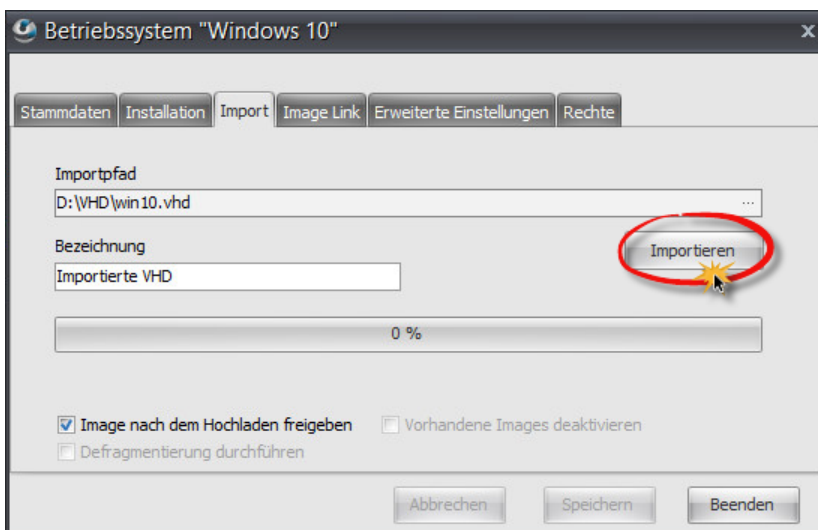 Betriebssystem "Windows 10"
x
Stammdaten Installation Import Image Link Erweiterte Einstellungen Rechte
Importpfad
D:\VHD\win10.vhd ...
Bezeichnung
Importieren
Importierte VHD
0 %
Image nach dem Hochladen freigeben Vorhandene Images deaktivieren
Defragmentierung durchführen
Abbrechen Speichern Beenden